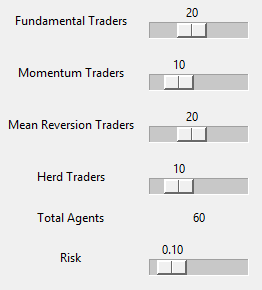 Fundamental Traders 20
Momentum Traders 10
Mean Reversion Traders 20
Herd Traders 10
Total Agents 60
Risk 0.10